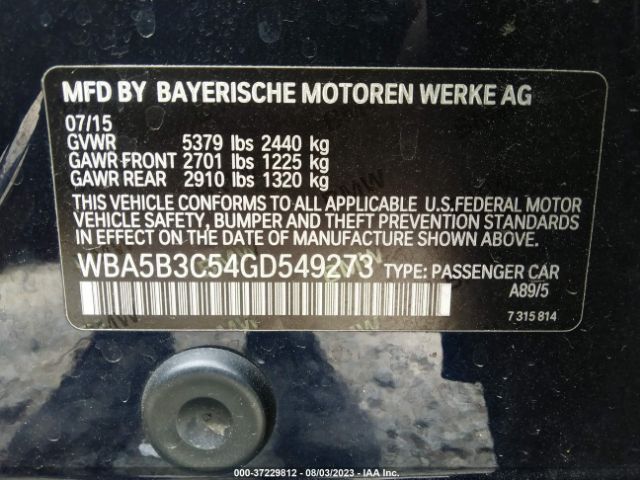 MFD BY BAYERISCHE MOTOREN WERKE AG
07/15
GVWR 5379 lbs 2440 kg
GAWR FRONT 2701 lbs 1225 kg
GAWR REAR 2910 lbs 1320 kg
THIS VEHICLE CONFORMS TO ALL APPLICABLE U.S.FEDERAL MOTOR
VEHICLE SAFETY, BUMPER AND THEFT PREVENTION STANDARDS
IN EFFECT ON THE DATE OF MANUFACTURE SHOWN ABOVE.
WBA5B3C54GD549273 TYPE: PASSENGER CAR
A89/5
7 315 814
000-37229812 - 08/03/2023 - IAA Inc.